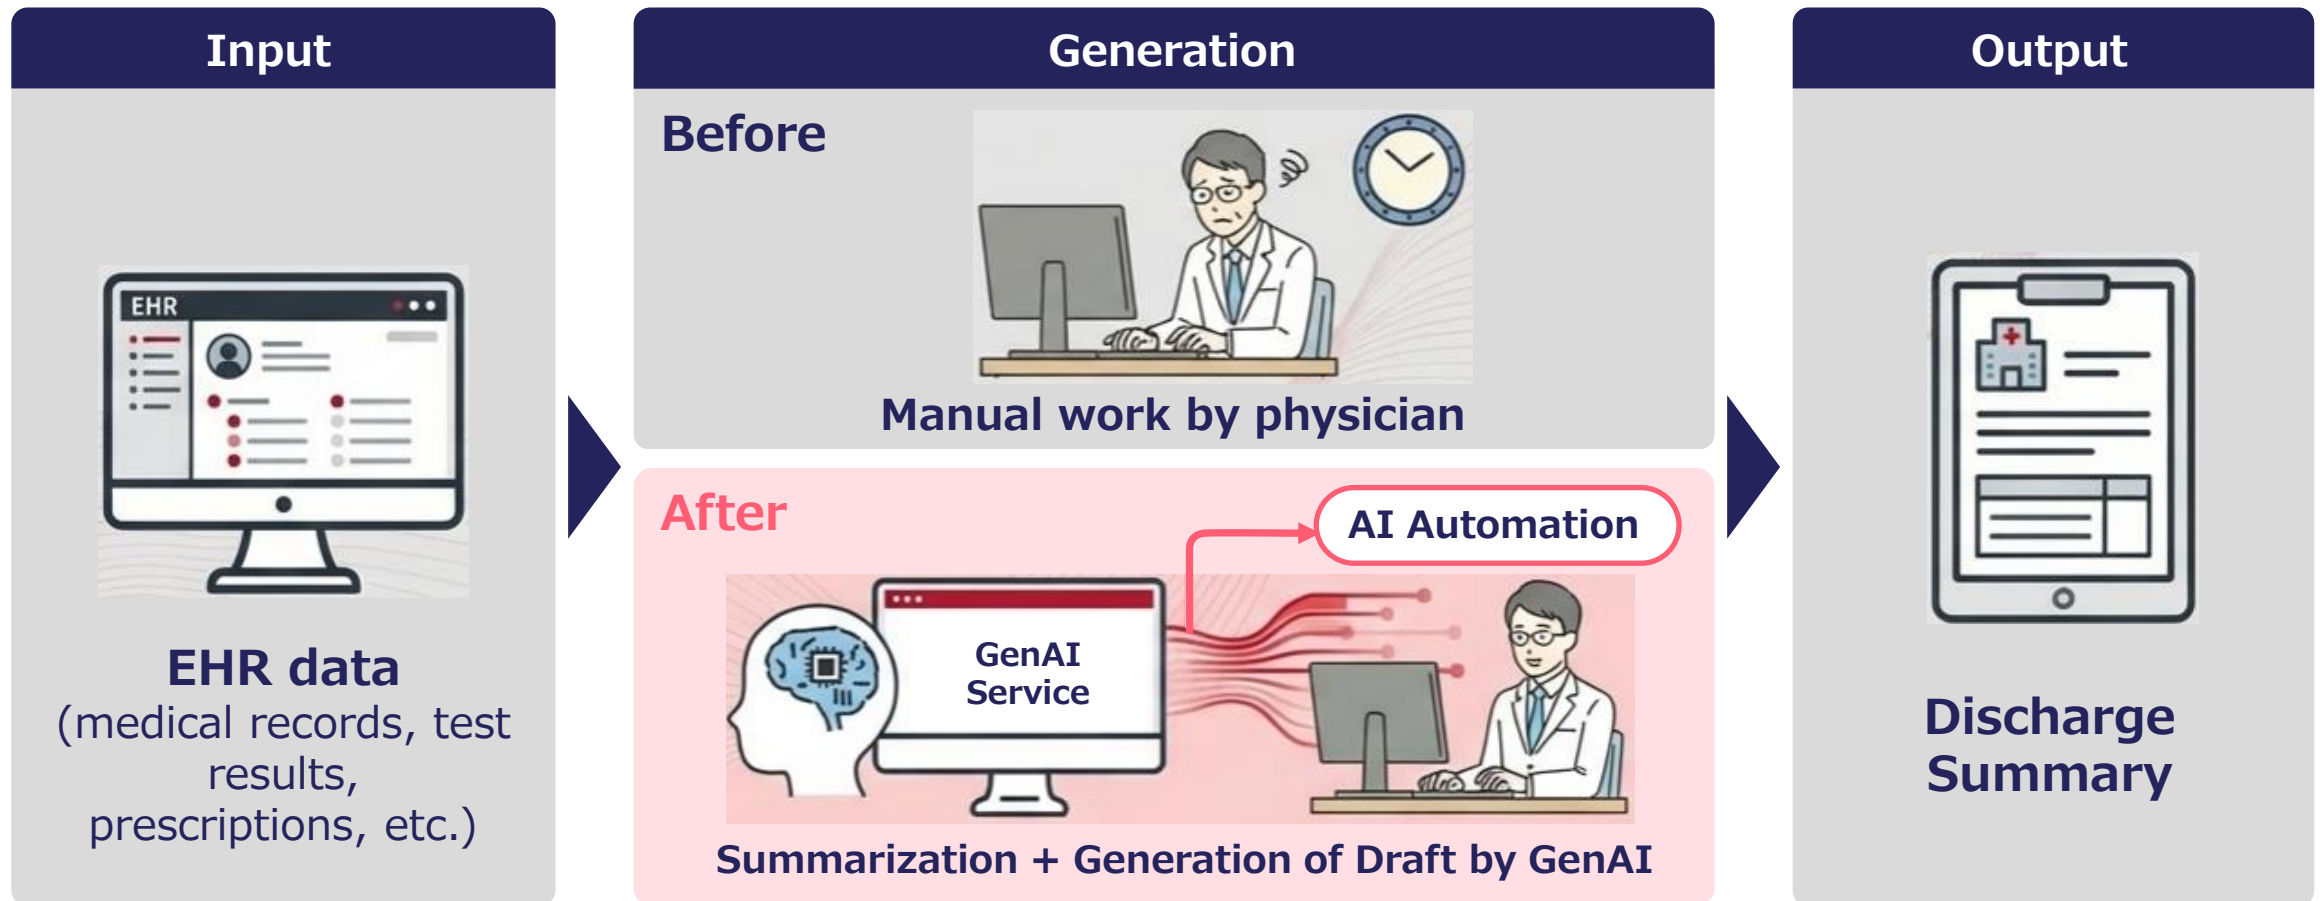 Input
EHR
EHR data
(medical records, test
results,
prescriptions, etc.)
Generation
Before
Manual work by physician
After
AI Automation
GenAI
Service
Summarization + Generation of Draft by GenAI
Output
Discharge
Summary